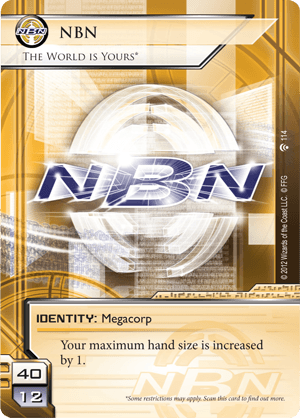 NBN
NBN
THE WORLD IS YOURS*
NBN
114
© 2012 Wizards of the Coast LLC. © FFG
IDENTITY: Megacorp
Your maximum hand size is increased
by 1.
40
12
NBN
*Some restrictions may apply. Scan this card to find out more.